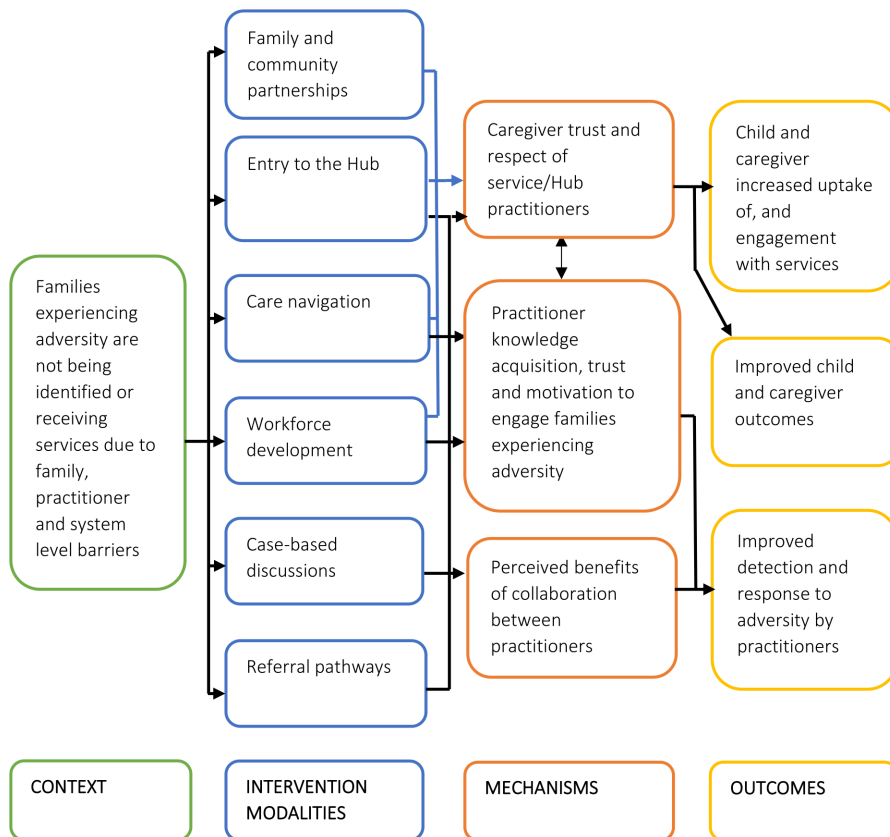 Families
experiencing
adversity are
not being
identified or
receiving
services due to
family,
practitioner
and system
level barriers
Family and
community
partnerships
Entry to the Hub
Care navigation
Workforce
development
Case-based
discussions
Referral pathways
Caregiver trust and
respect of
service/Hub
practitioners
Practitioner
knowledge
acquisition, trust
and motivation to
engage families
experiencing
adversity
Perceived benefits
of collaboration
between
practitioners
Child and
caregiver
increased uptake
of, and
engagement
with services
Improved child
and caregiver
outcomes
Improved
detection and
response to
adversity by
practitioners
CONTEXT
INTERVENTION
MODALITIES
MECHANISMS
OUTCOMES